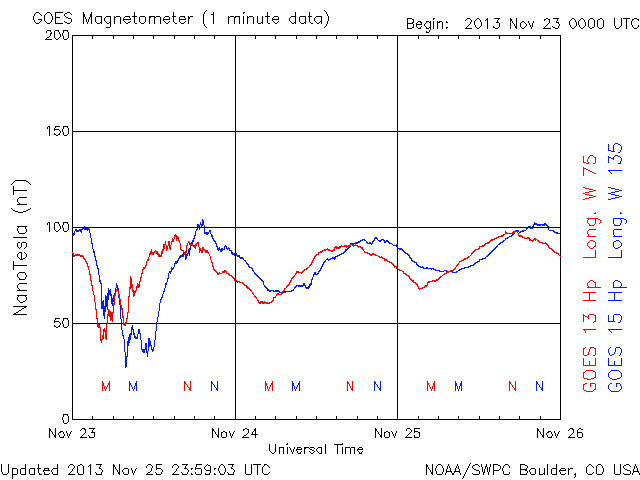 GOES Magnetometer (1 minute data)
Begin: 2013 Nov 23 0000 UTC
200
150
100
50
0
NanoTesla (nT)
M M N N M M N N M M N N
Nov 23 Nov 24 Nov 25 Nov 26
Universal Time
GOES 13 Hp Long. W 75
GOES 15 Hp Long. W 135
Updated 2013 Nov 25 23:59:03 UTC
NOAA/SWPC Boulder, CO USA